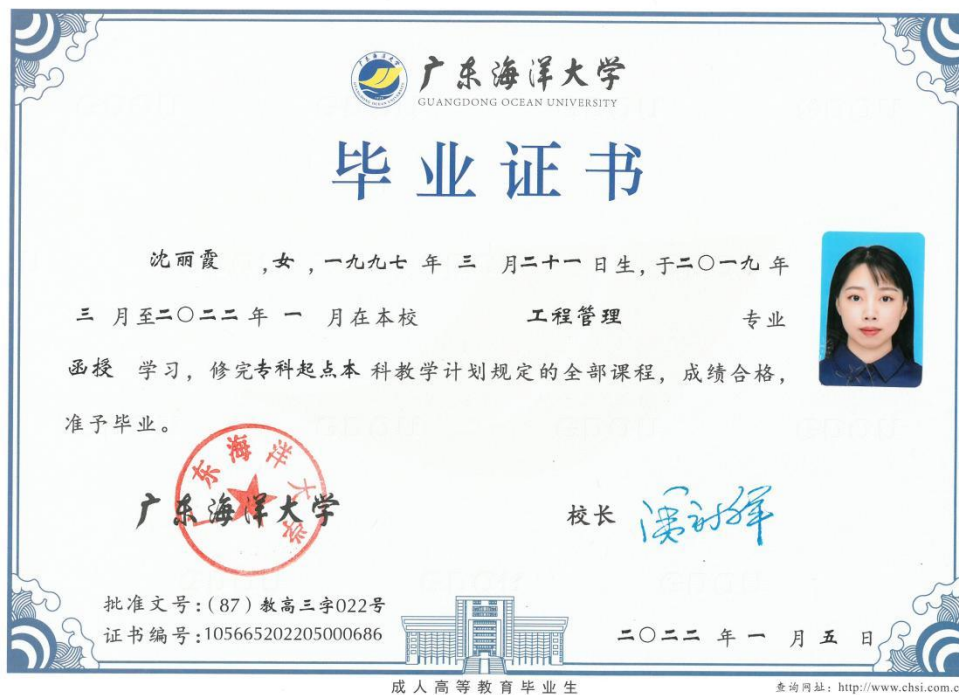 广东海洋大学
GUANGDONG OCEAN UNIVERSITY
毕业证书
沈丽霞 ,女,一九九七 年 三 月二十一日生,于二〇一九 年
三 月至二〇二二 年 一 月在本校 工程管理 专业
函授 学习,修完专科起点本 科教学计划规定的全部课程,成绩合格,
准予毕业。
广东海洋大学
广东海洋大学
校长
批准文号:(87)教高三字022号
证书编号:105665202205000686
二〇二二 年 一 月 五 日
成人高等教育毕业生
查询网址:http://www.chsi.com.c